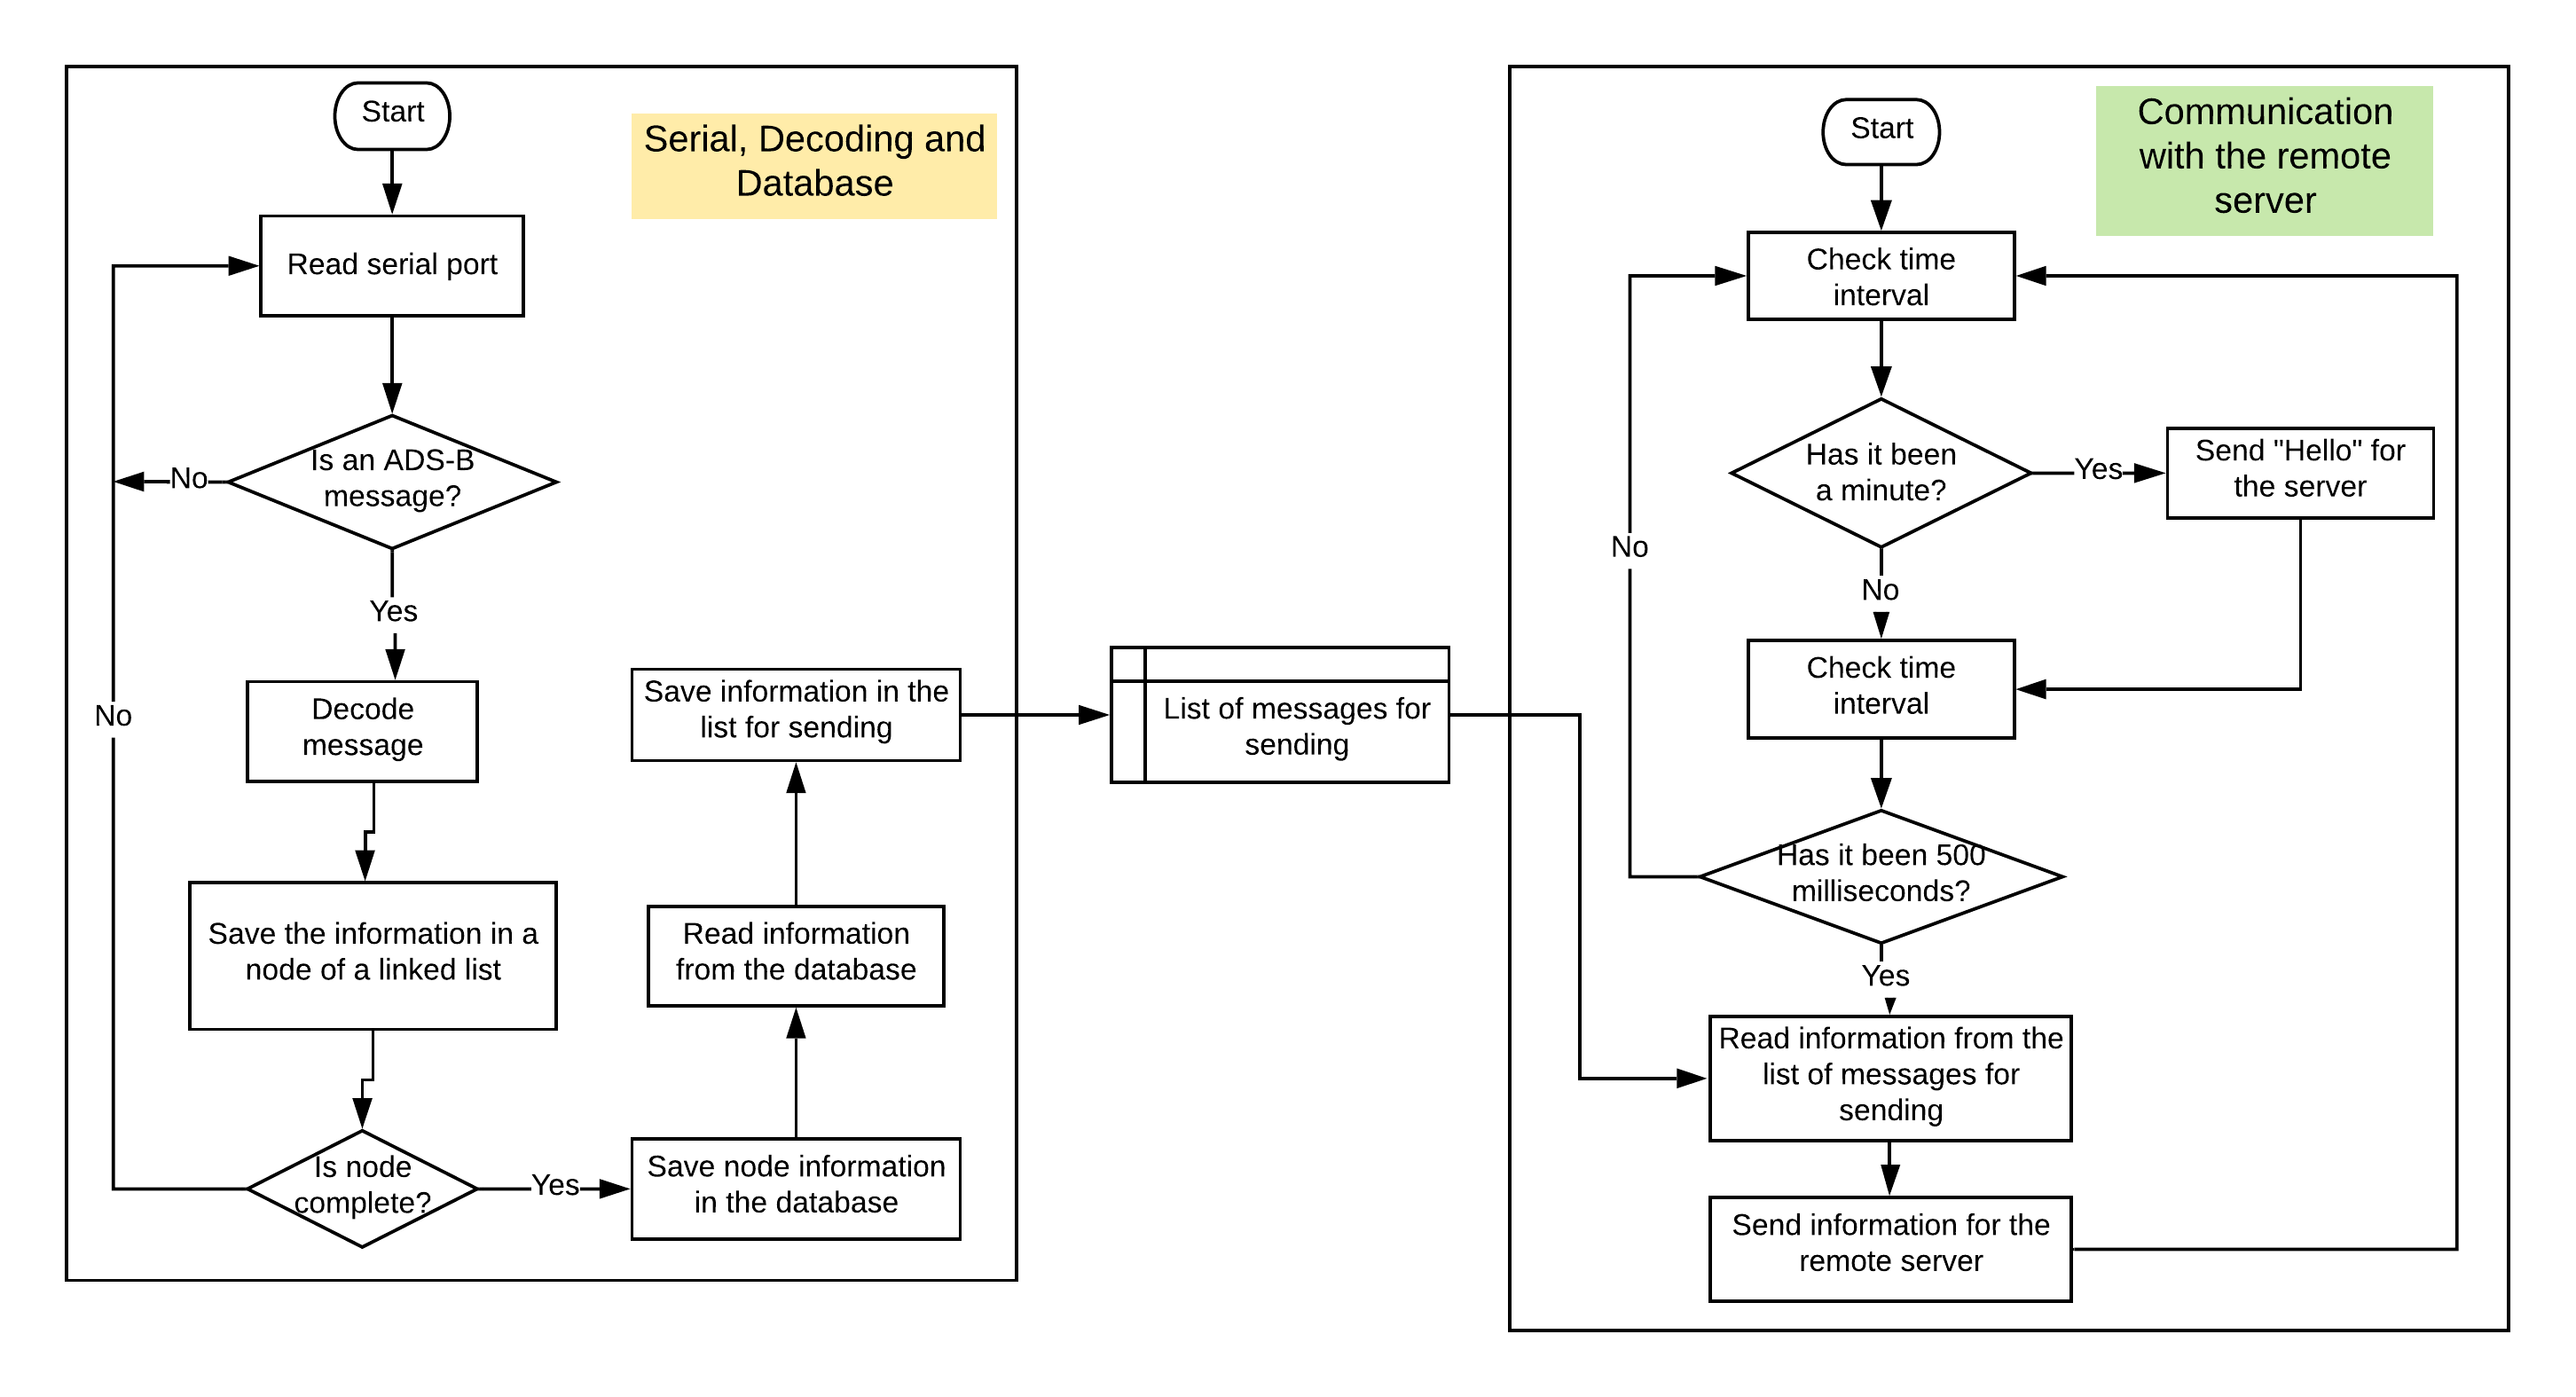 Start
Serial, Decoding and
Database
Read serial port
Is an ADS-B
message?
No
Yes
No
Decode
message
Save the information in a
node of a linked list
Is node
complete?
Yes
Save node information
in the database
Read information
from the database
Save information in the
list for sending
List of messages for
sending
Communication
with the remote
server
Start
Check time
interval
Has it been
a minute?
Yes
Send "Hello" for
the server
No
No
Check time
interval
Has it been 500
milliseconds?
Yes
Read information from the
list of messages for
sending
Send information for the
remote server